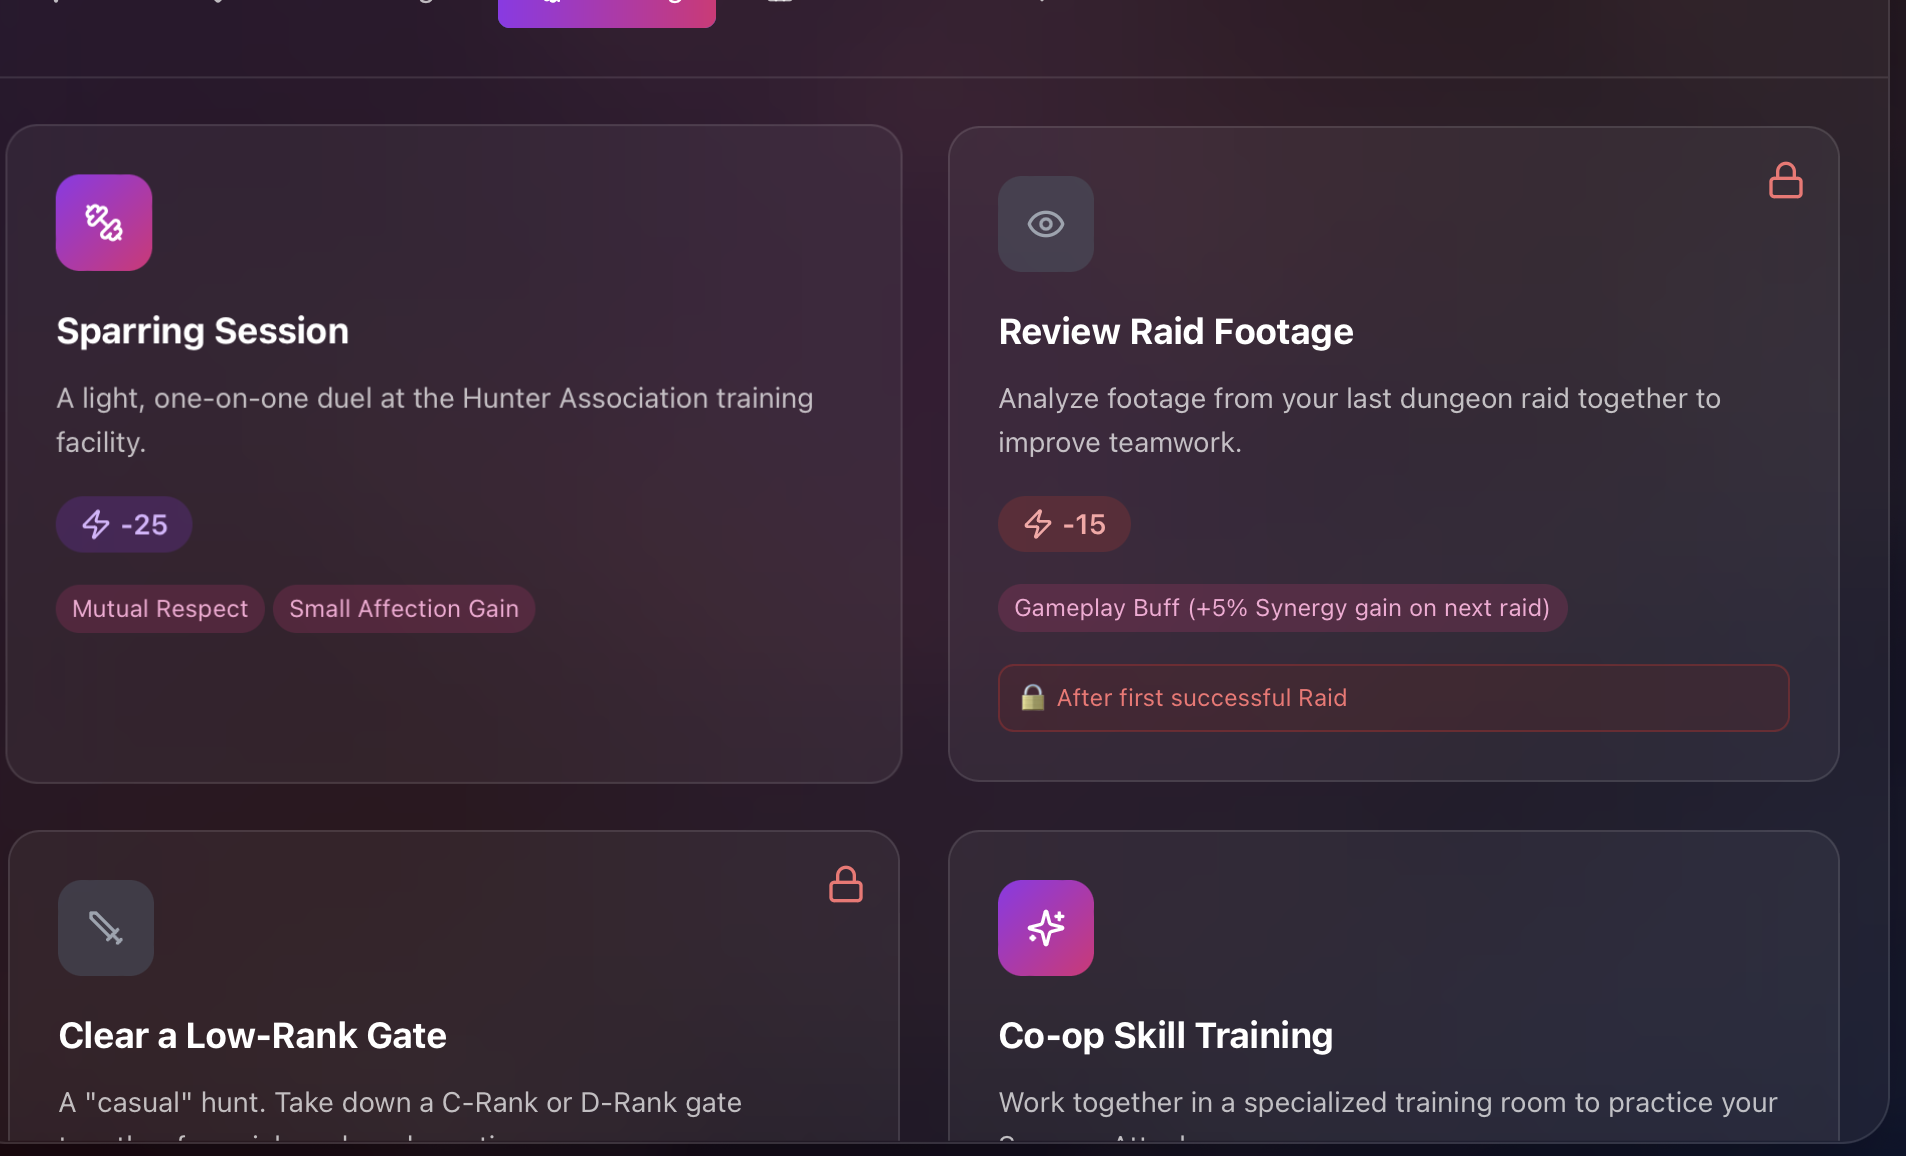 Sparring Session
A light, one-on-one duel at the Hunter Association training
facility.
-25
Mutual Respect
Small Affection Gain
Review Raid Footage
Analyze footage from your last dungeon raid together to
improve teamwork.
-15
Gameplay Buff (+5% Synergy gain on next raid)
After first successful Raid
Clear a Low-Rank Gate
A "casual" hunt. Take down a C-Rank or D-Rank gate
Co-op Skill Training
Work together in a specialized training room to practice your